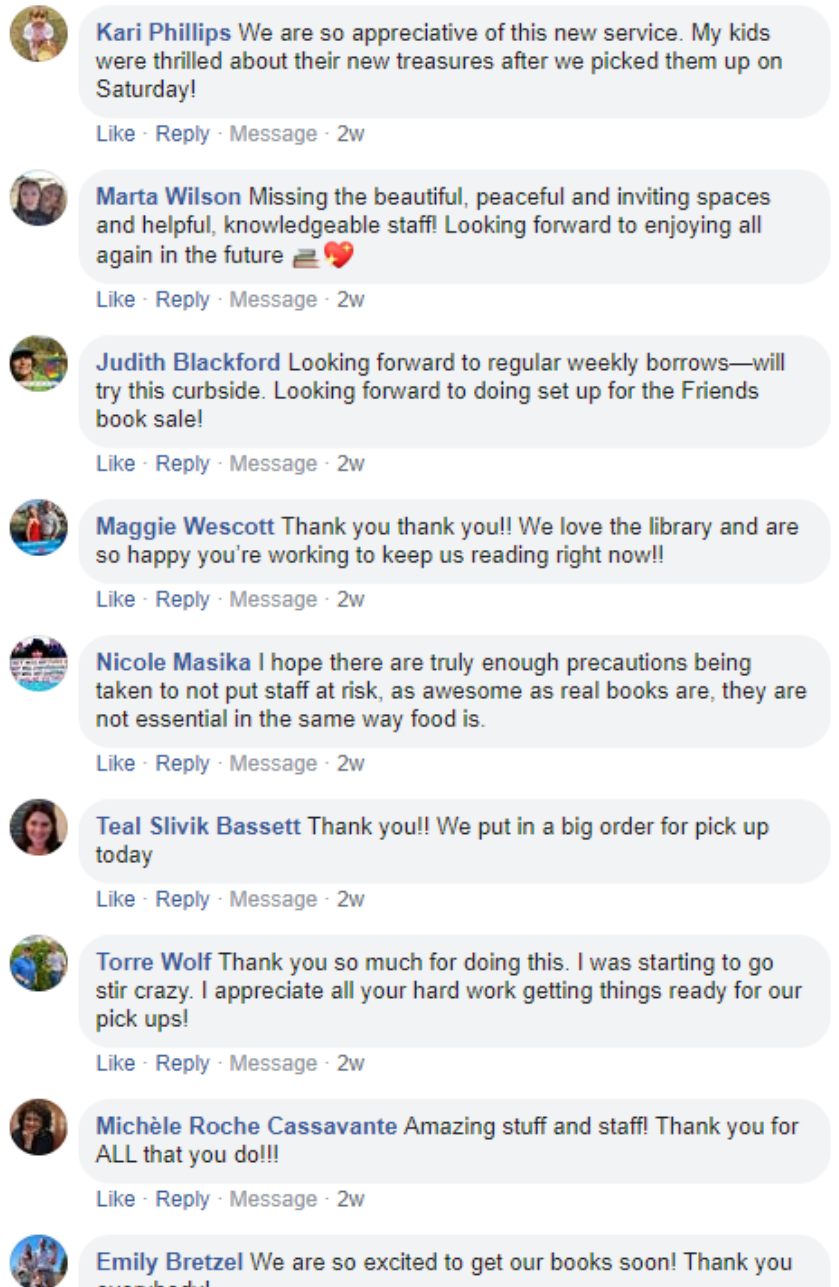 Kari Phillips We are so appreciative of this new service. My kids
were thrilled about their new treasures after we picked them up on
Saturday!
Like · Reply · Message · 2w
Marta Wilson Missing the beautiful, peaceful and inviting spaces
and helpful, knowledgeable staff! Looking forward to enjoying all
again in the future 📚💖
Like · Reply · Message · 2w
Judith Blackford Looking forward to regular weekly borrows—will
try this curbside. Looking forward to doing set up for the Friends
book sale!
Like · Reply · Message · 2w
Maggie Wescott Thank you thank you!! We love the library and are
so happy you’re working to keep us reading right now!!
Like · Reply · Message · 2w
Nicole Masika I hope there are truly enough precautions being
taken to not put staff at risk, as awesome as real books are, they are
not essential in the same way food is.
Like · Reply · Message · 2w
Teal Slivik Bassett Thank you!! We put in a big order for pick up
today
Like · Reply · Message · 2w
Torre Wolf Thank you so much for doing this. I was starting to go
stir crazy. I appreciate all your hard work getting things ready for our
pick ups!
Like · Reply · Message · 2w
Michèle Roche Cassavante Amazing stuff and staff! Thank you for
ALL that you do!!!
Like · Reply · Message · 2w
Emily Bretzel We are so excited to get our books soon! Thank you